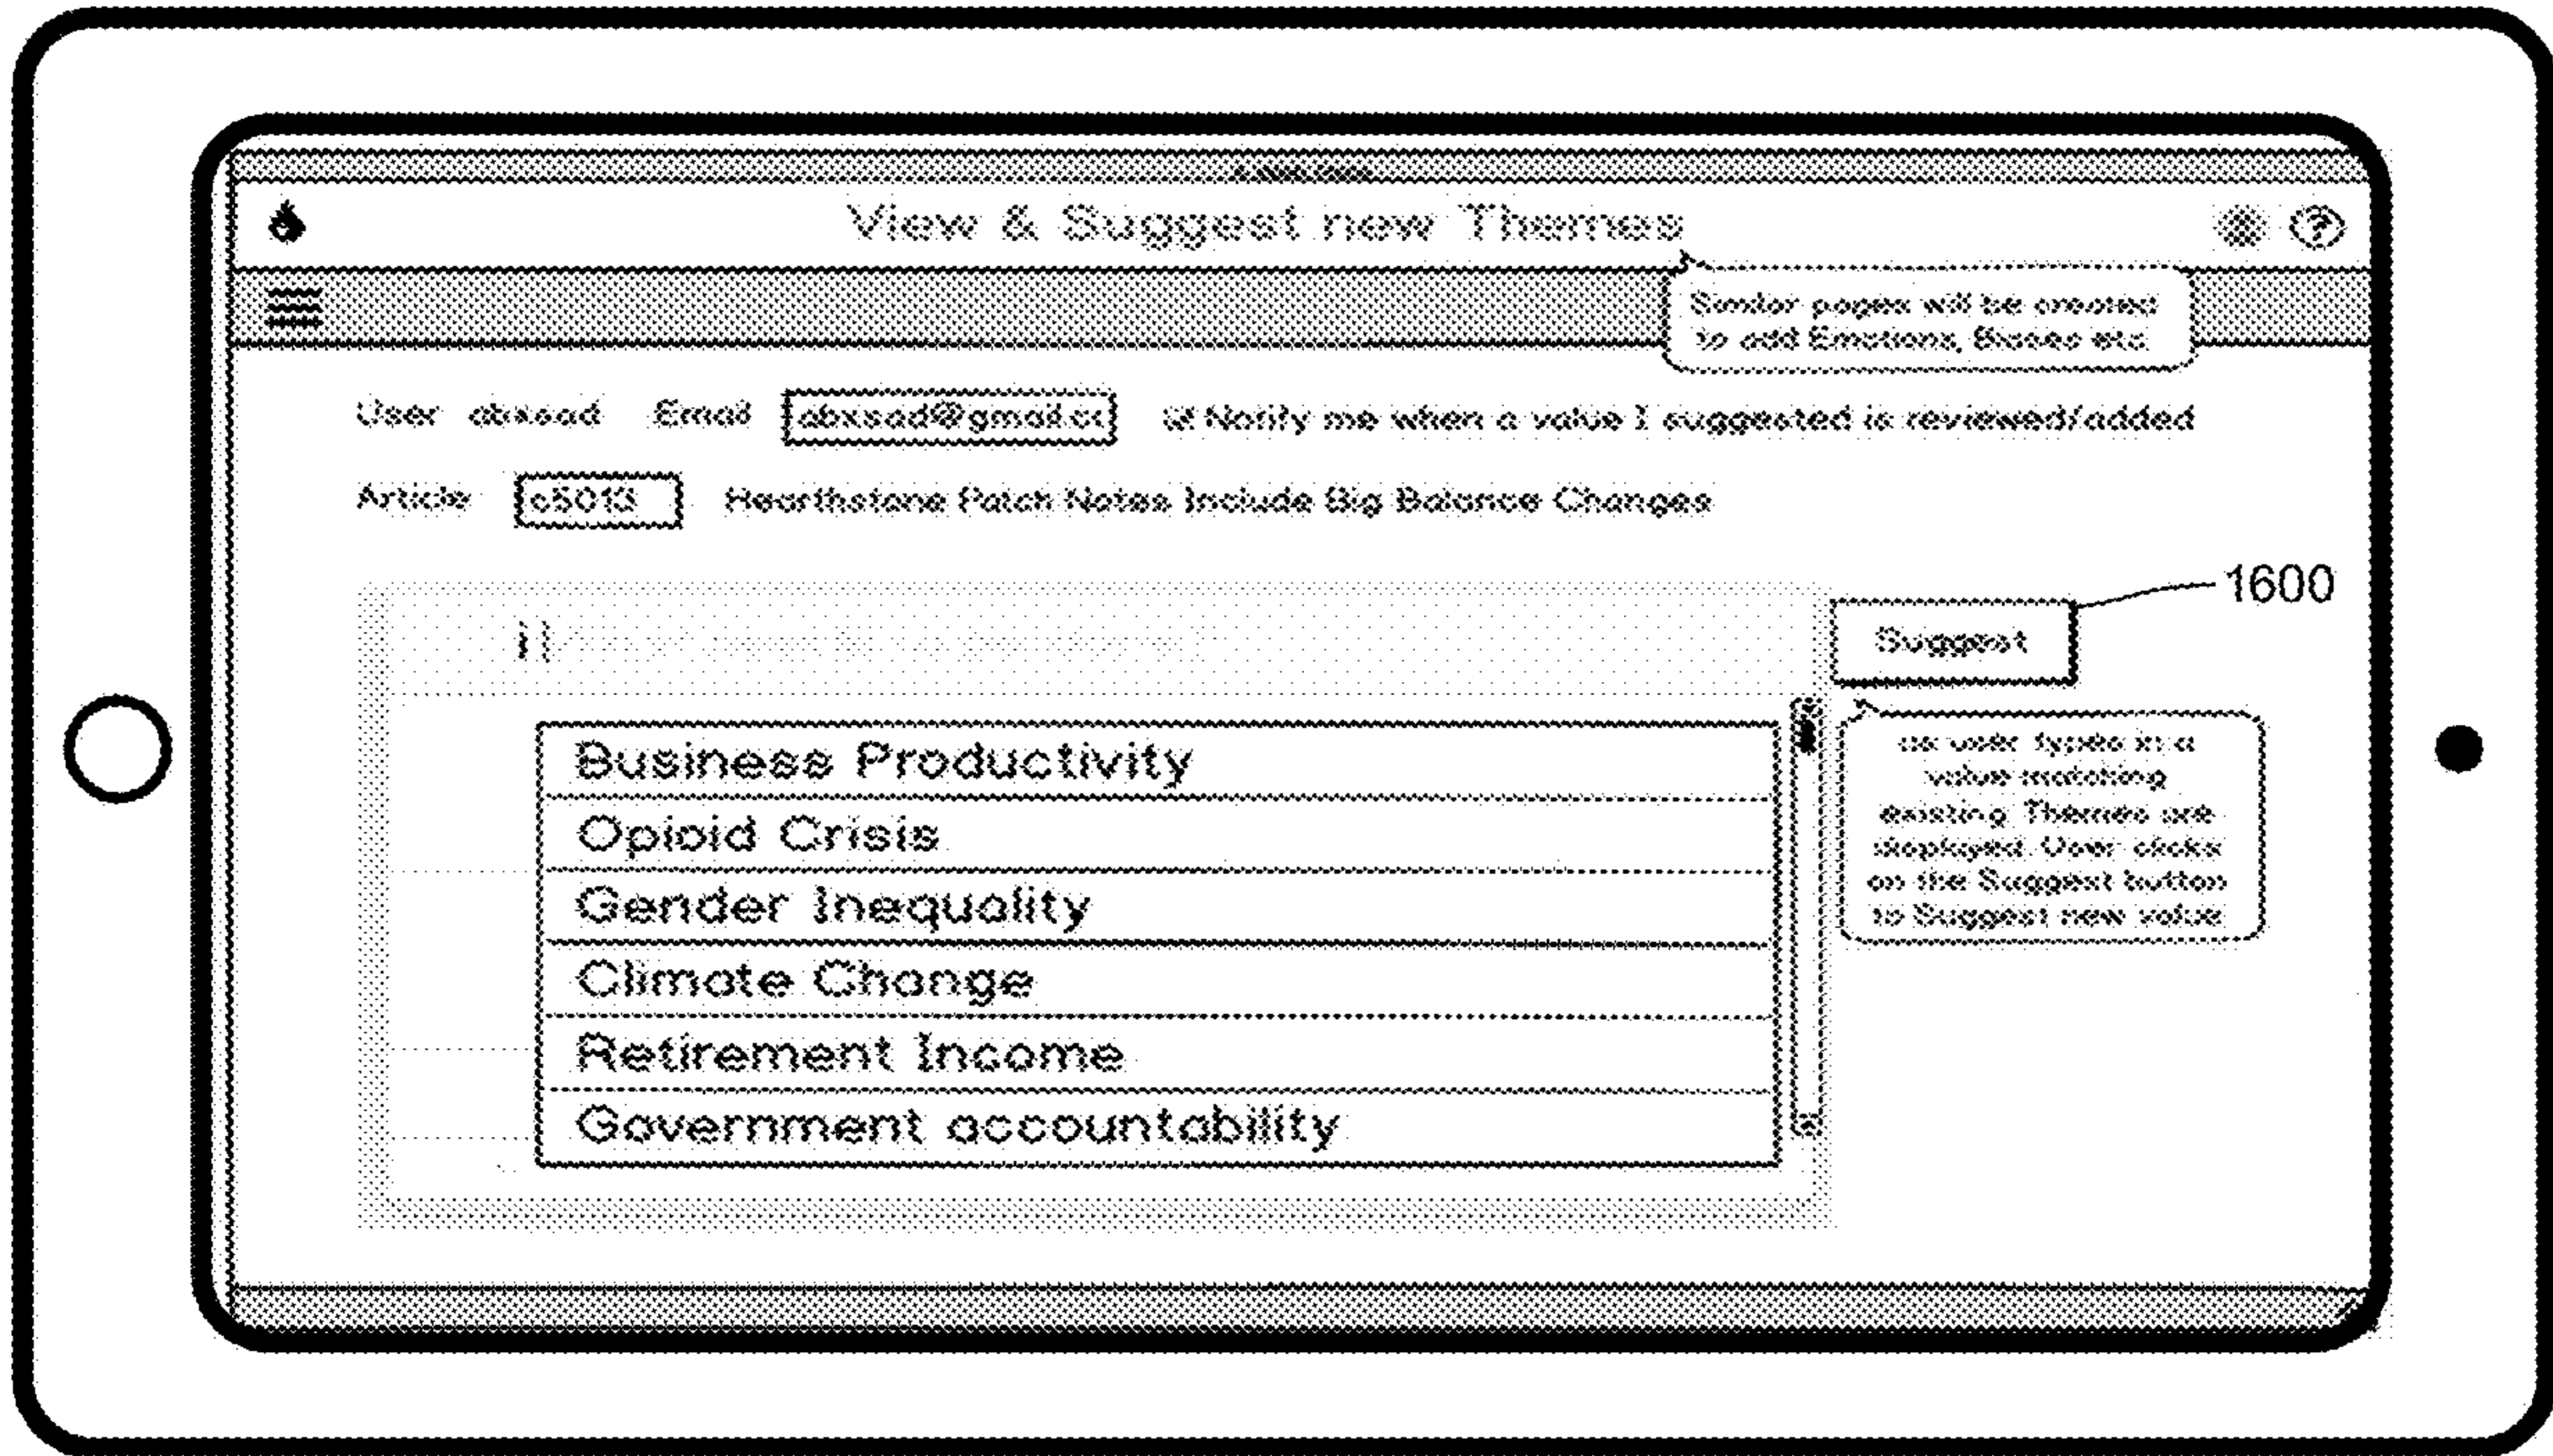 View & Suggest new Themes
?
Similar pages will be created
to add Emotions, Biases etc
User abxsad Email abxsad@gmail.cc Notify me when a value I suggested is reviewed/added
Article c5013 Hearthstone Patch Notes Include Big Balance Changes
1600
i
Suggest
as user types in a
value matching
existing Themes are
displayed. User clicks
on the Suggest button
to Suggest new value
Business Productivity
Opioid Crisis
Gender Inequality
Climate Change
Retirement Income
Government accountability